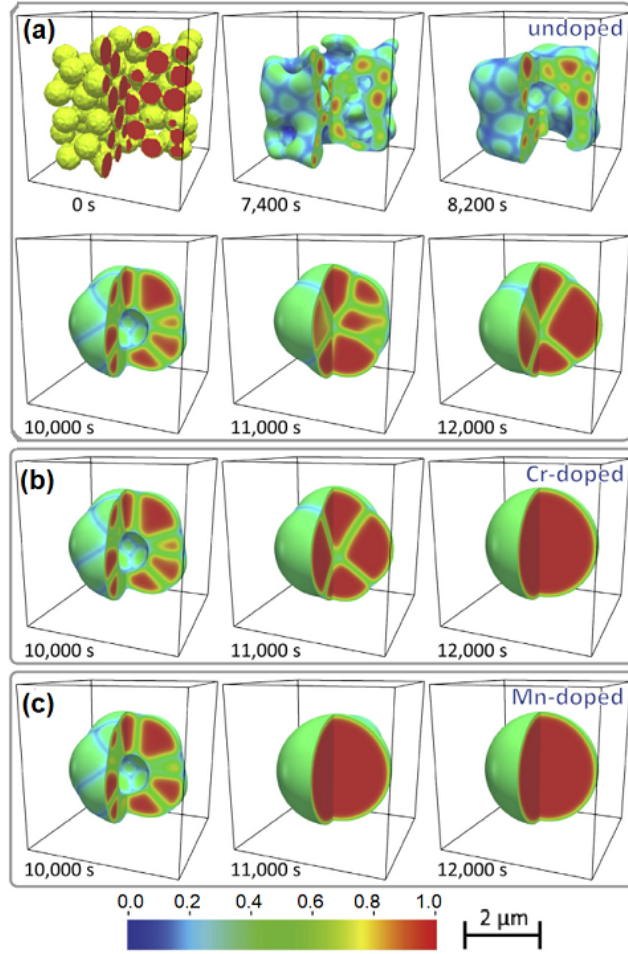 (a) undoped
0 s 7,400 s 8,200 s
10,000 s 11,000 s 12,000 s
(b) Cr-doped
10,000 s 11,000 s 12,000 s
(c) Mn-doped
10,000 s 11,000 s 12,000 s
0.0 0.2 0.4 0.6 0.8 1.0
2 μm